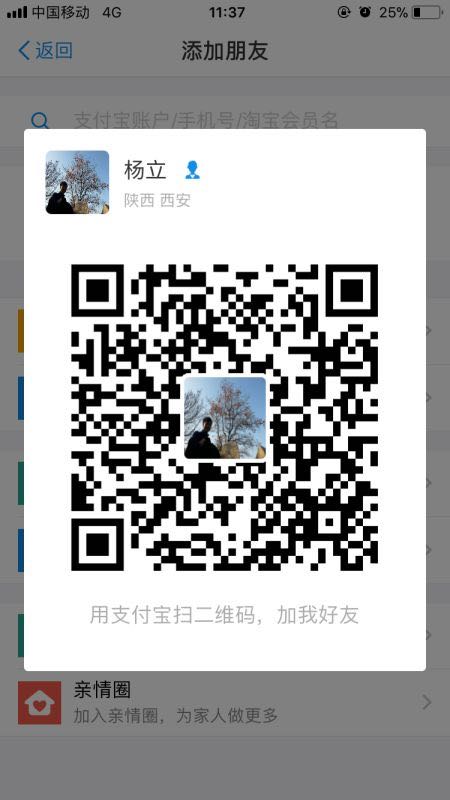 中国移动 4G 11:37 25%
返回 添加朋友
支付宝账户/手机号/淘宝会员名
杨立
陕西 西安
用支付宝扫二维码，加我好友
亲情圈
加入亲情圈，为家人做更多